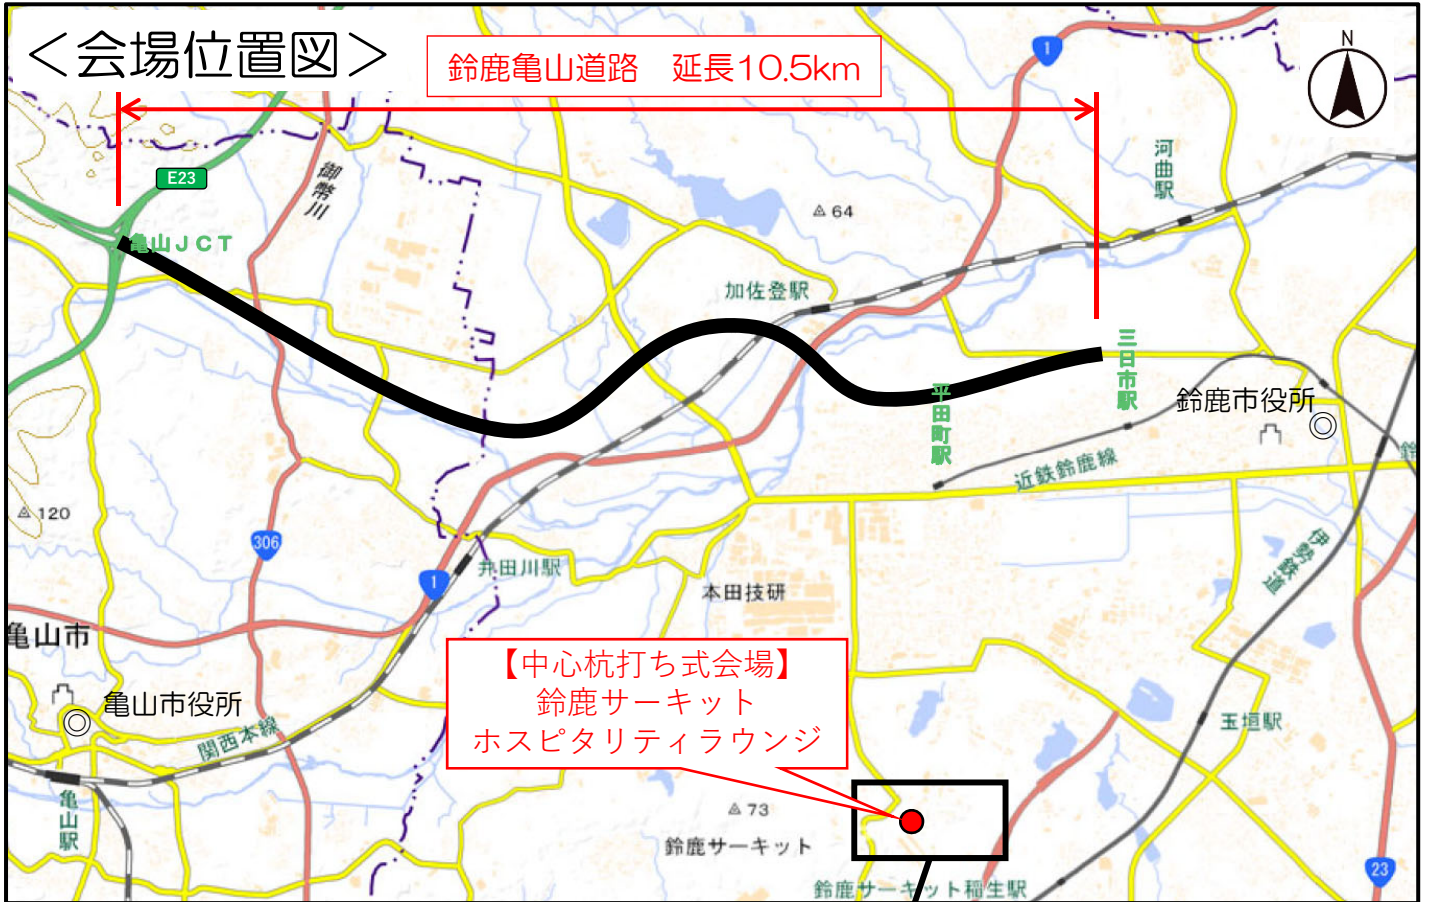 ＜会場位置図＞
鈴鹿亀山道路　延長10.5km
N
1
河曲駅
御幣川
E23
64
亀山JCT
加佐登駅
三日市駅
平田町駅
鈴鹿市役所
近鉄鈴鹿線
鈴
120
306
伊勢鉄道
井田川駅
1
本田技研
亀山市
【中心杭打ち式会場】
鈴鹿サーキット
ホスピタリティラウンジ
亀山市役所
関西本線
玉垣駅
亀山駅
73
鈴鹿サーキット
23
鈴鹿サーキット稲生駅